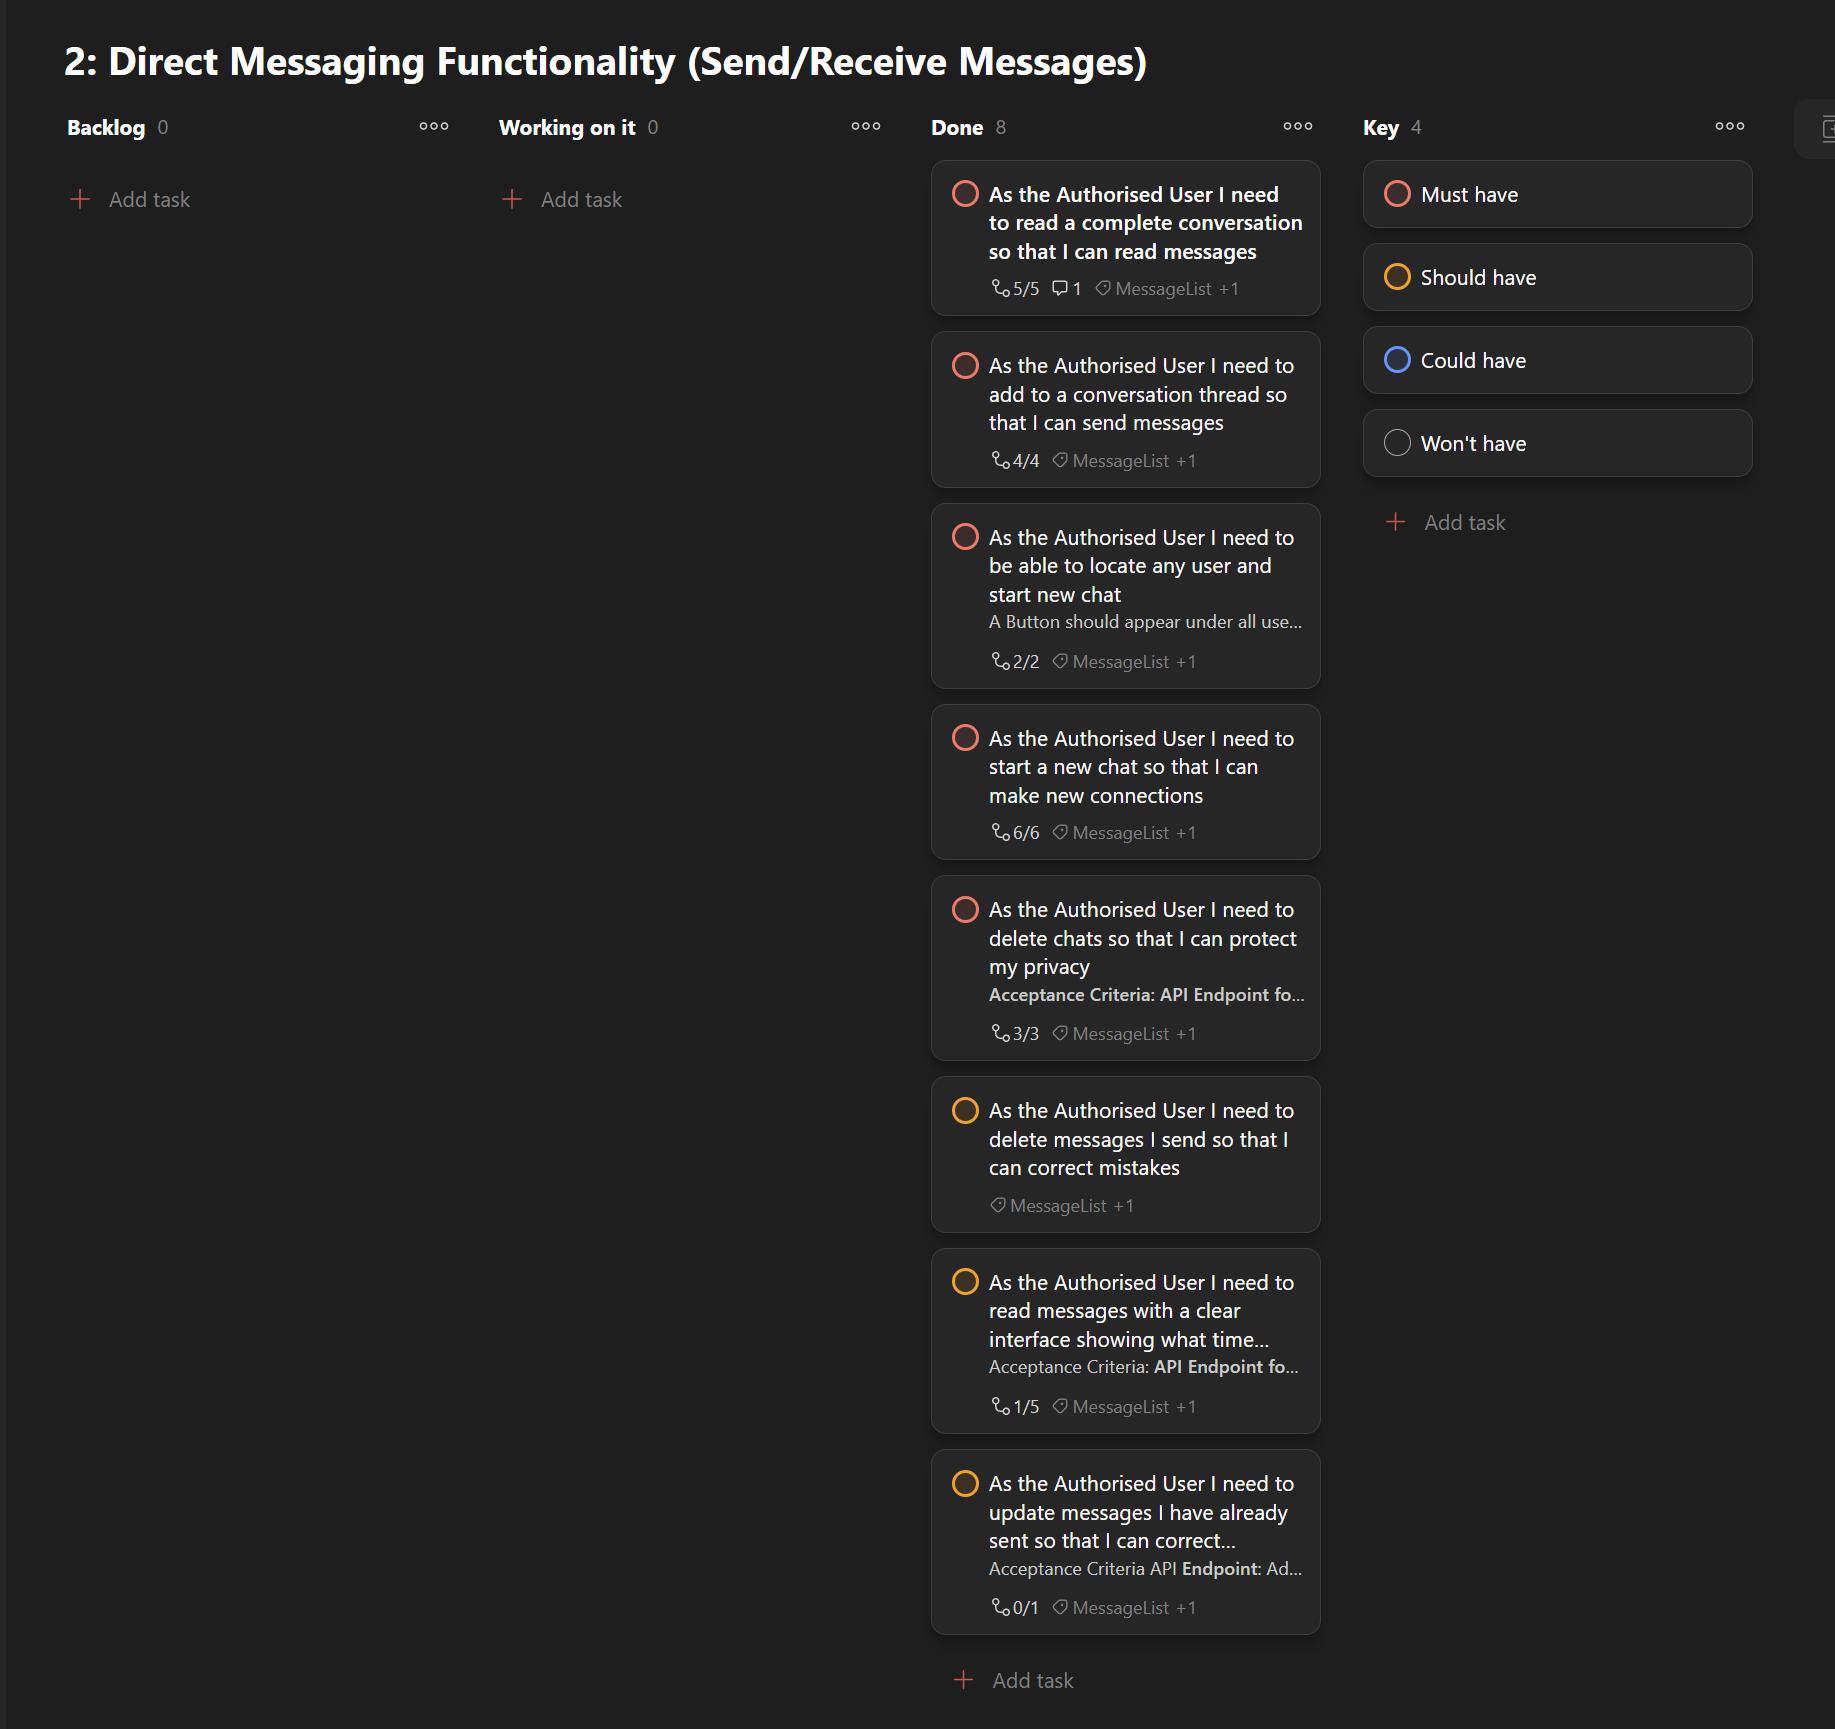 2: Direct Messaging Functionality (Send/Receive Messages)
Backlog 0
Add task
Working on it 0
Add task
Done 8
As the Authorised User I need
to read a complete conversation
so that I can read messages
5/5 1 MessageList +1
As the Authorised User I need to
add to a conversation thread so
that I can send messages
4/4 MessageList +1
As the Authorised User I need to
be able to locate any user and
start new chat
A Button should appear under all use...
2/2 MessageList +1
As the Authorised User I need to
start a new chat so that I can
make new connections
6/6 MessageList +1
As the Authorised User I need to
delete chats so that I can protect
my privacy
Acceptance Criteria: API Endpoint fo...
3/3 MessageList +1
As the Authorised User I need to
delete messages I send so that I
can correct mistakes
MessageList +1
As the Authorised User I need to
read messages with a clear
interface showing what time...
Acceptance Criteria: API Endpoint fo...
1/5 MessageList +1
As the Authorised User I need to
update messages I have already
sent so that I can correct...
Acceptance Criteria API Endpoint: Ad...
0/1 MessageList +1
Add task
Key 4
Must have
Should have
Could have
Won't have
Add task